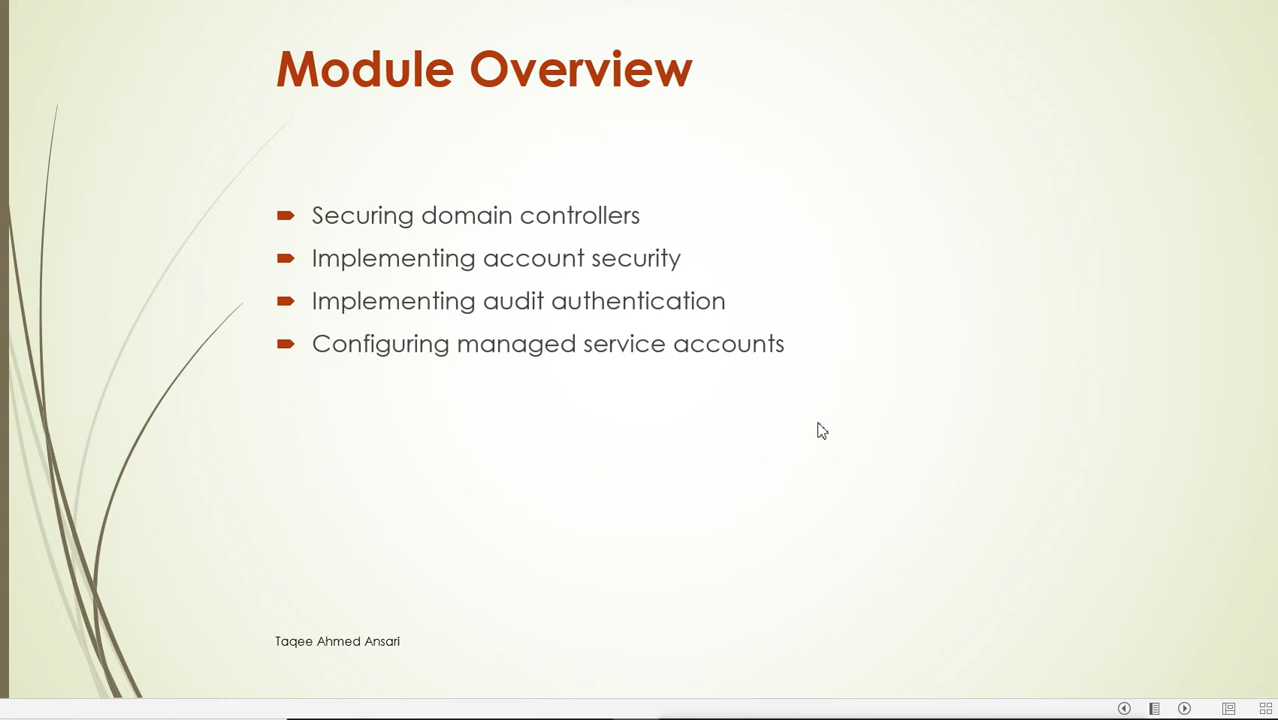 Module Overview
Securing domain controllers
Implementing account security
Implementing audit authentication
Configuring managed service accounts
Taqee Ahmed Ansari